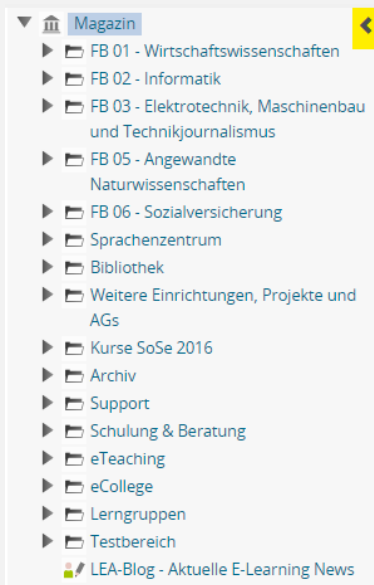 Magazin
FB 01 - Wirtschaftswissenschaften
FB 02 - Informatik
FB 03 - Elektrotechnik, Maschinenbau
und Technikjournalismus
FB 05 - Angewandte
Naturwissenschaften
FB 06 - Sozialversicherung
Sprachenzentrum
Bibliothek
Weitere Einrichtungen, Projekte und
AGs
Kurse SoSe 2016
Archiv
Support
Schulung & Beratung
eTeaching
eCollege
Lerngruppen
Testbereich
LEA-Blog - Aktuelle E-Learning News